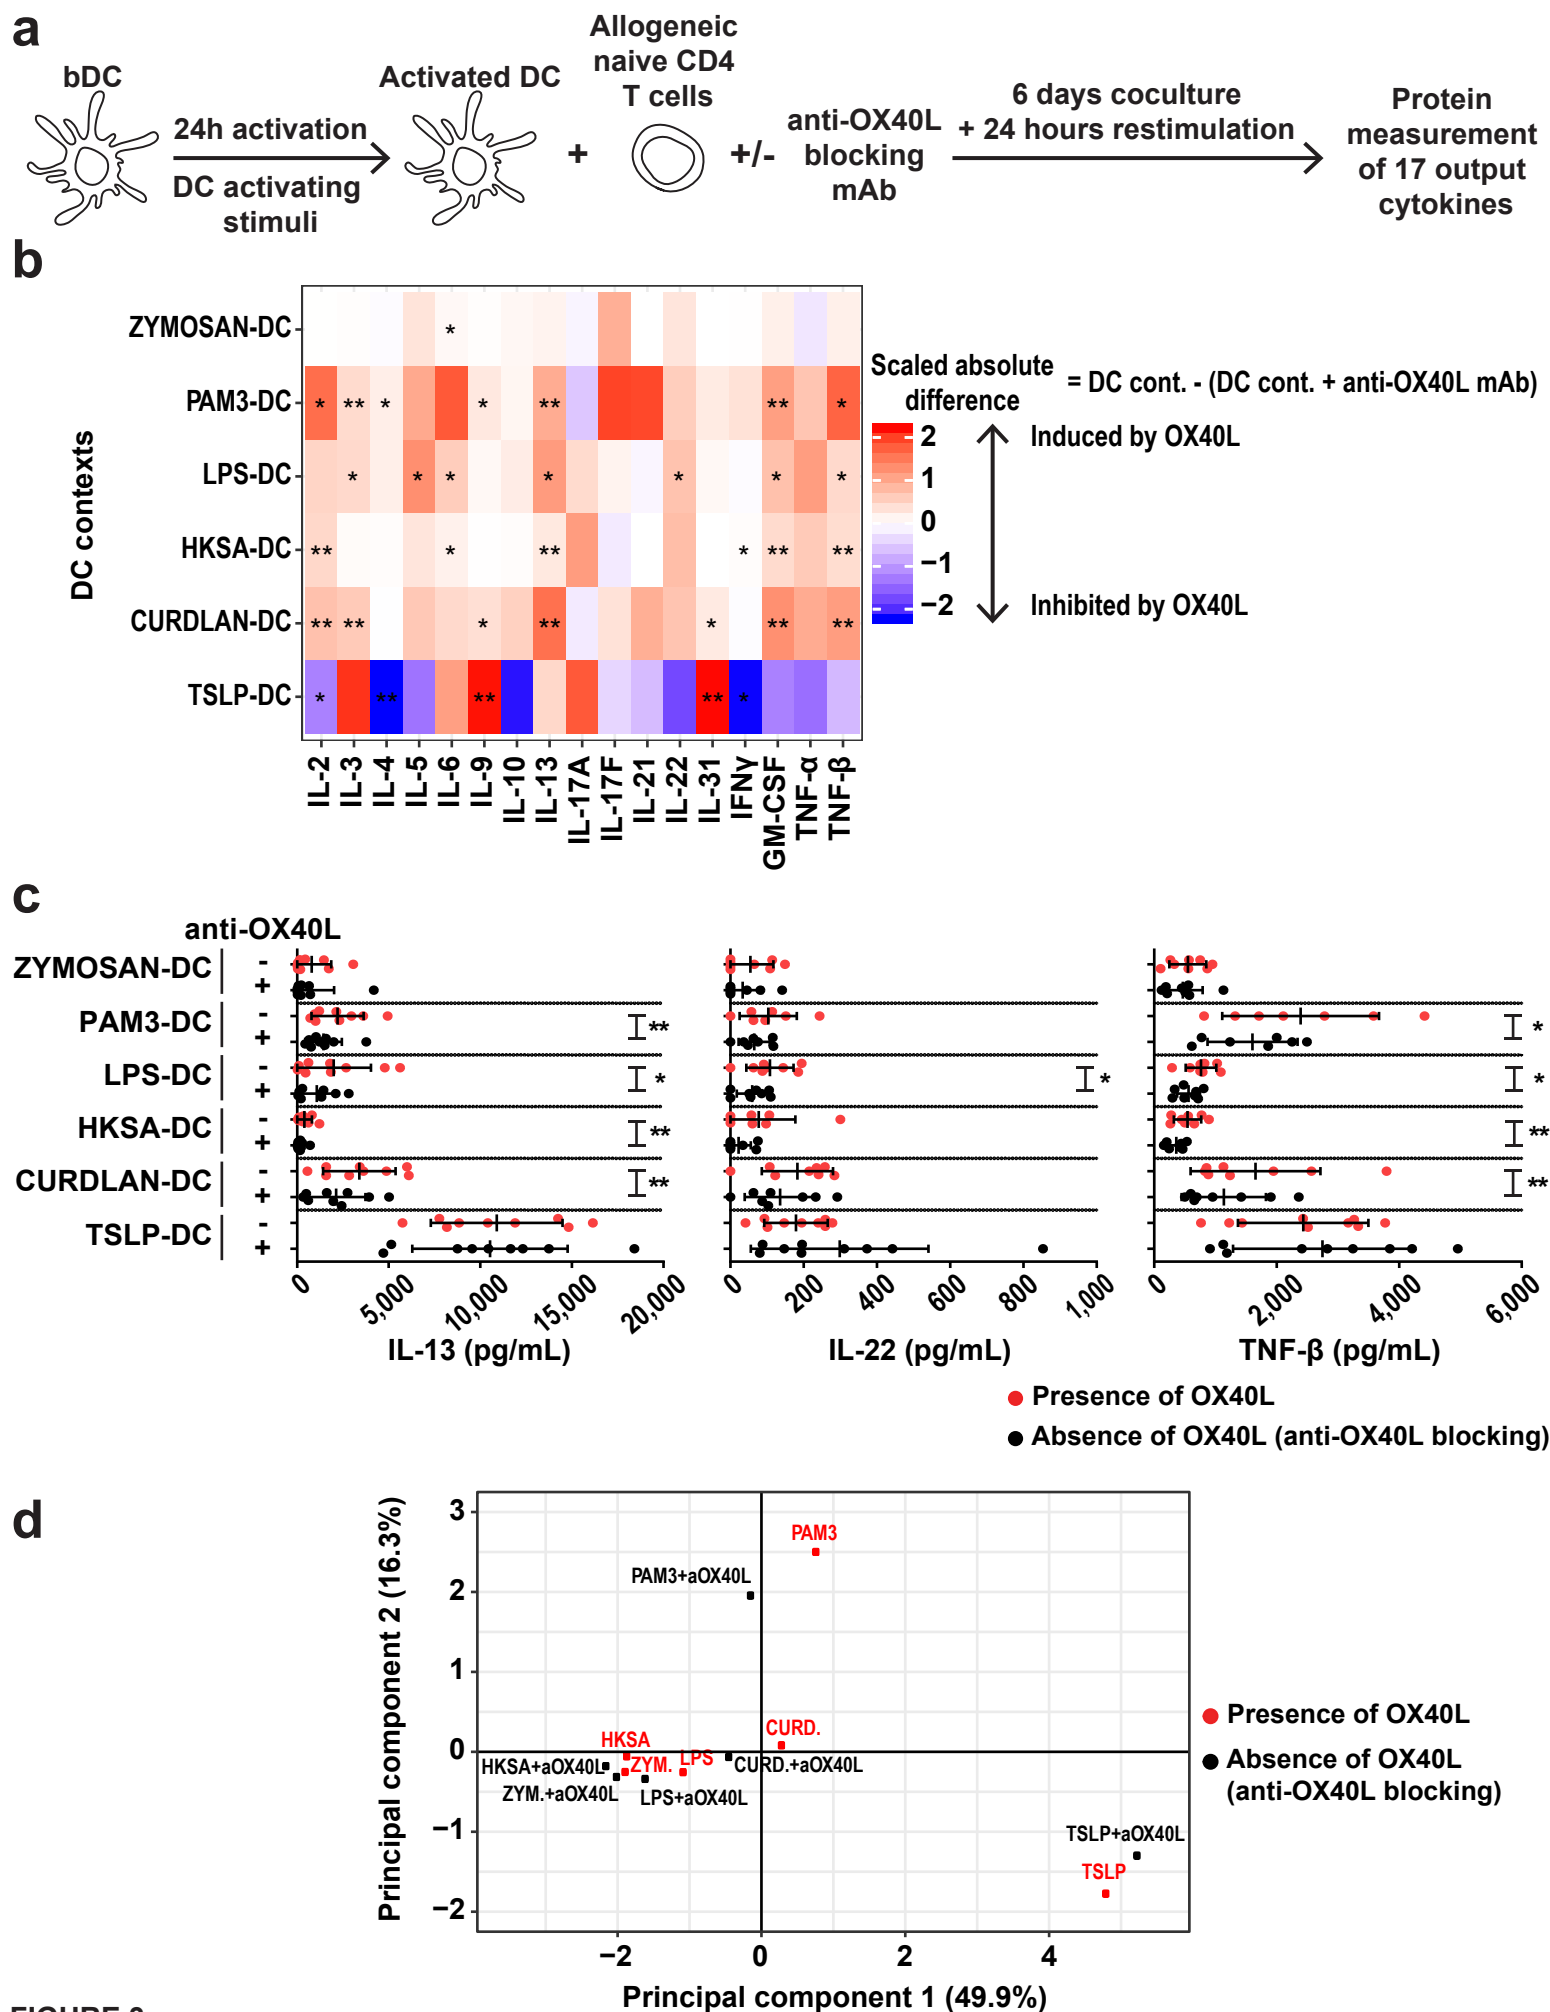 a
bDC
24h activation
DC activating
stimuli
Activated DC
+
Allogeneic
naive CD4
T cells
+/-
anti-OX40L
blocking
mAb
6 days coculture
+ 24 hours restimulation
Protein
measurement
of 17 output
cytokines
b
DC contexts
ZYMOSAN-DC *
PAM3-DC * ** * * ** ** *
LPS-DC * * * * * * *
HKSA-DC ** * ** * ** **
CURDLAN-DC ** ** * ** * ** **
TSLP-DC * ** ** ** *
IL-2 IL-3 IL-4 IL-5 IL-6 IL-9 IL-10 IL-13 IL-17A IL-17F IL-21 IL-22 IL-31 IFNγ GM-CSF TNF-α TNF-β
Scaled absolute
difference
= DC cont. - (DC cont. + anti-OX40L mAb)
2
1
0
−1
−2
Induced by OX40L
Inhibited by OX40L
c
anti-OX40L
ZYMOSAN-DC - +
PAM3-DC - + ** *
LPS-DC - + * * *
HKSA-DC - + ** **
CURDLAN-DC - + ** **
TSLP-DC - +
0 5,000 10,000 15,000 20,000
IL-13 (pg/mL)
0 200 400 600 800 1,000
IL-22 (pg/mL)
0 2,000 4,000 6,000
TNF-β (pg/mL)
Presence of OX40L
Absence of OX40L (anti-OX40L blocking)
d
Principal component 2 (16.3%)
3
2
1
0
−1
−2
PAM3
PAM3+aOX40L
CURD.
HKSA
HKSA+aOX40L
ZYM.
LPS
CURD.+aOX40L
ZYM.+aOX40L
LPS+aOX40L
TSLP+aOX40L
TSLP
−2 0 2 4
Principal component 1 (49.9%)
Presence of OX40L
Absence of OX40L
(anti-OX40L blocking)